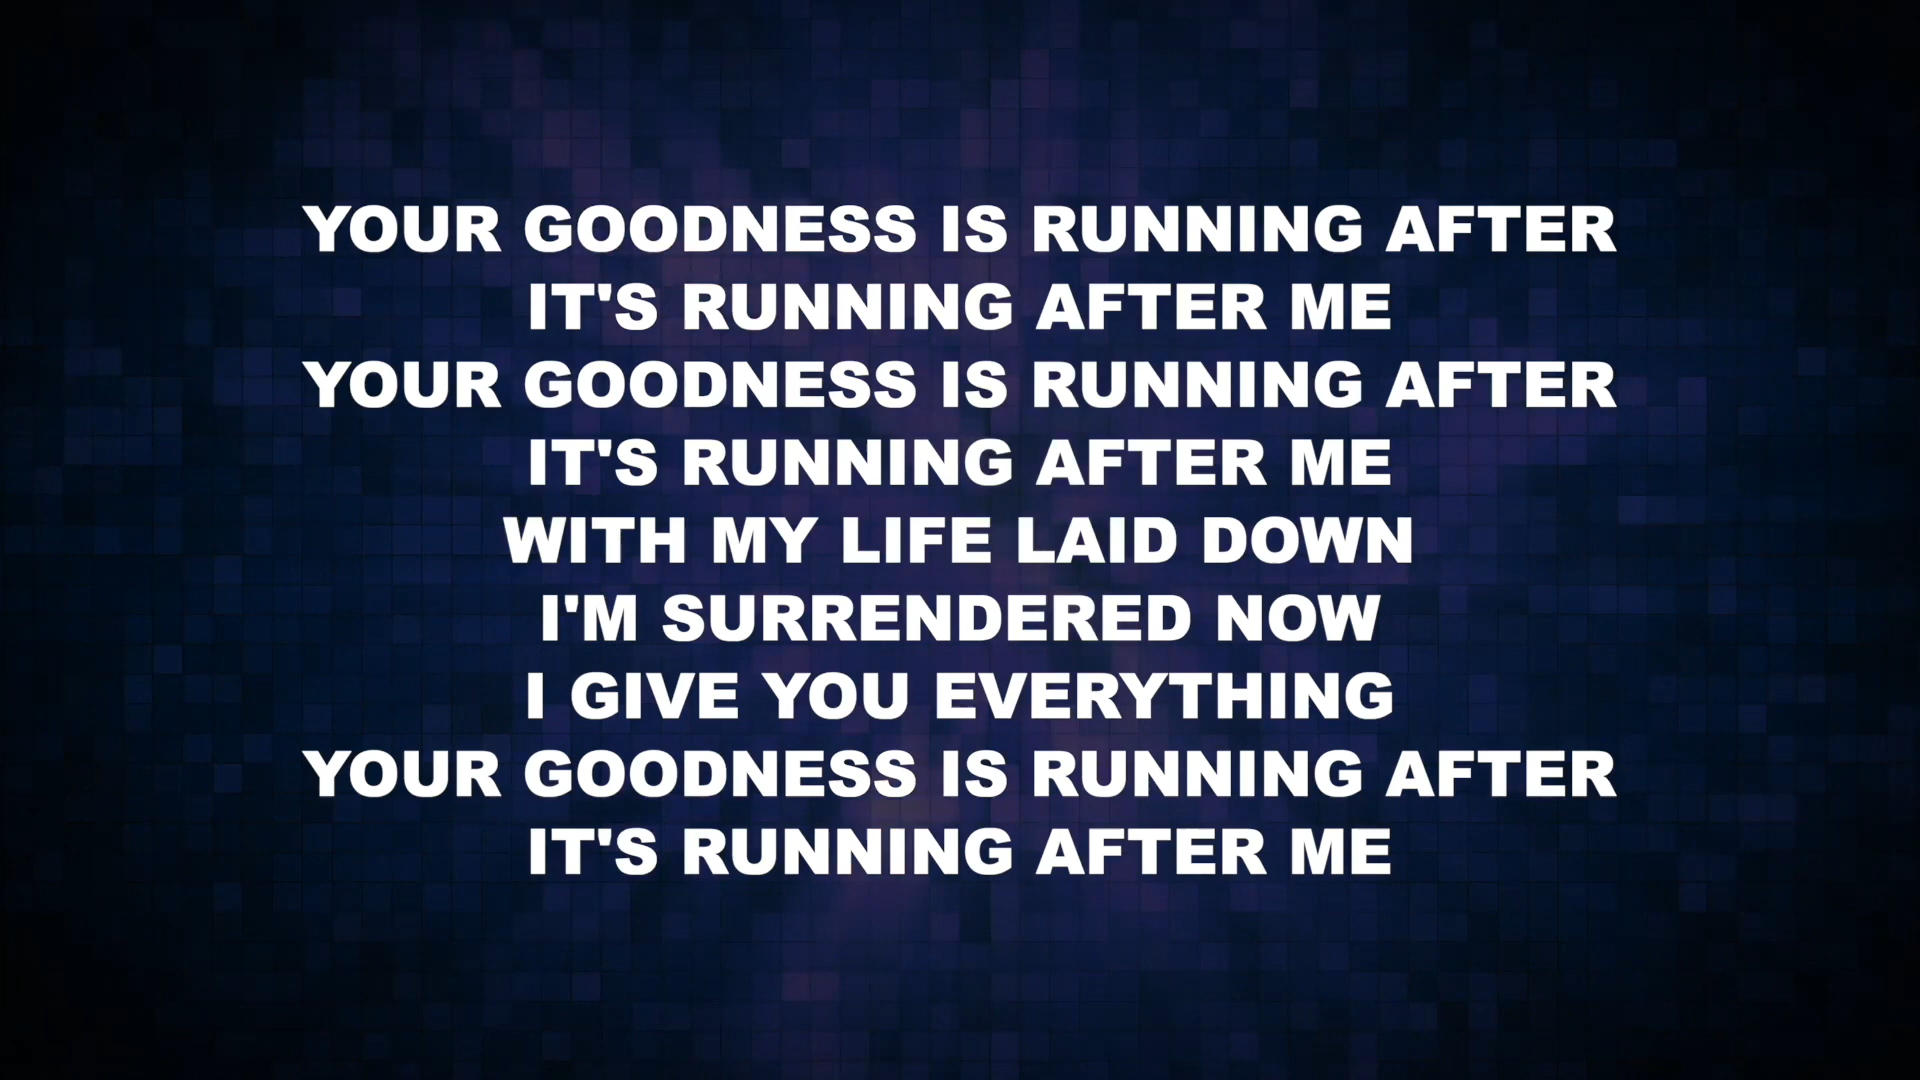 YOUR GOODNESS IS RUNNING AFTER
IT'S RUNNING AFTER ME
YOUR GOODNESS IS RUNNING AFTER
IT'S RUNNING AFTER ME
WITH MY LIFE LAID DOWN
I'M SURRENDERED NOW
I GIVE YOU EVERYTHING
YOUR GOODNESS IS RUNNING AFTER
IT'S RUNNING AFTER ME